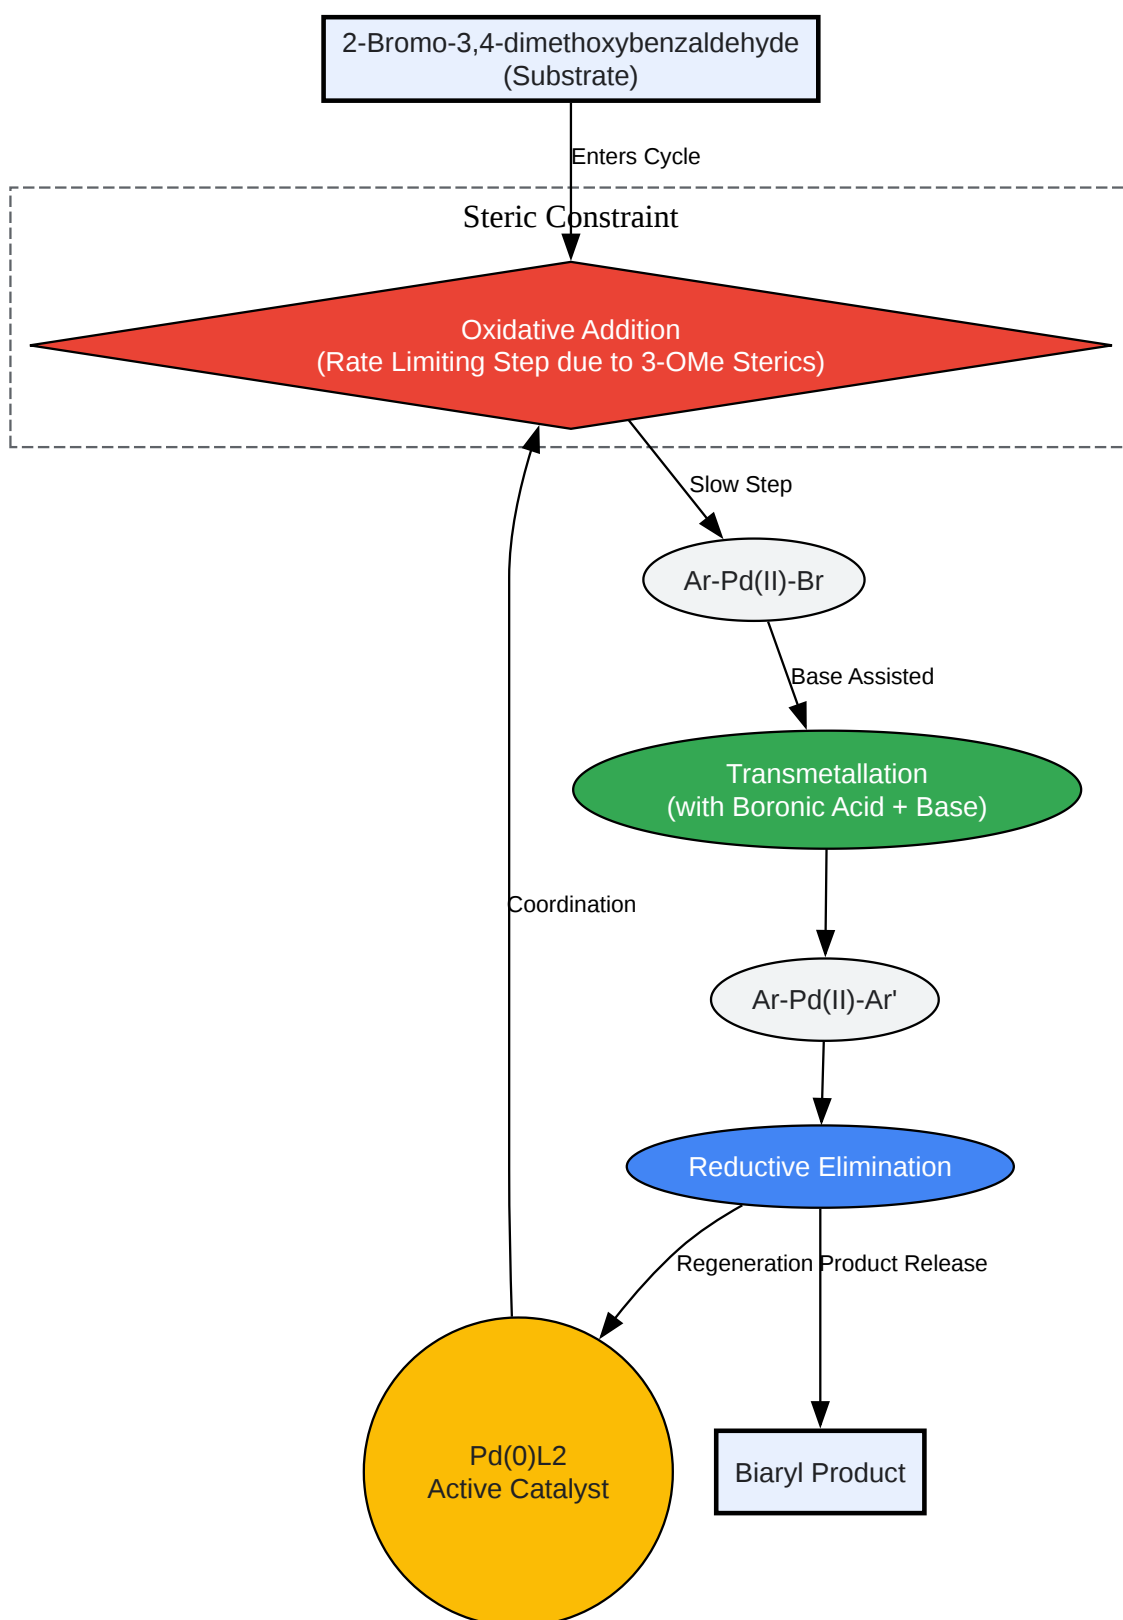 2-Bromo-3,4-dimethoxybenzaldehyde
(Substrate)
Enters Cycle
Steric Constraint
Oxidative Addition
(Rate Limiting Step due to 3-OMe Sterics)
Slow Step
Ar-Pd(II)-Br
Base Assisted
Transmetallation
(with Boronic Acid + Base)
Coordination
Ar-Pd(II)-Ar'
Reductive Elimination
Regeneration
Product Release
Pd(0)L2
Active Catalyst
Biaryl Product